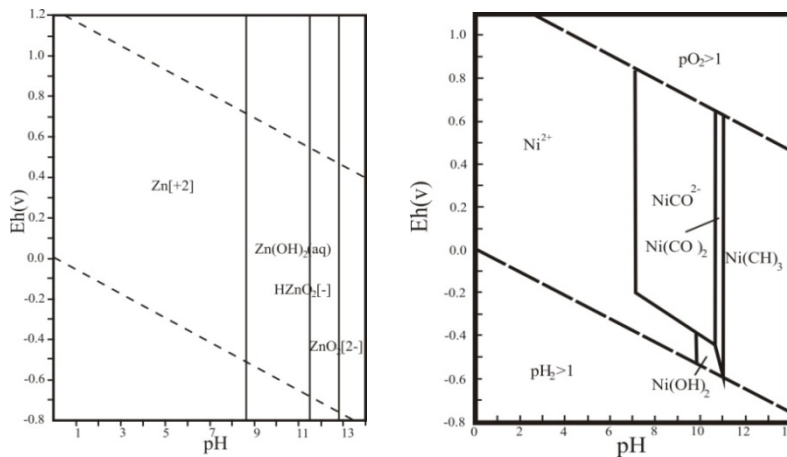 1.2
1.0
0.8
0.6
0.4
0.2
0.0
-0.2
-0.4
-0.6
-0.8
Eh(v)
Zn[+2]
Zn(OH)₂(aq)
HZnO₂[-]
ZnO₂[2-]
1 3 5 7 9 11 13
pH
1.0
0.8
0.6
0.4
0.2
0.0
-0.2
-0.4
-0.6
-0.8
Eh(v)
pO₂>1
Ni²⁺
NiCO²⁻
Ni(CO )₂
Ni(CH)₃
Ni(OH)₂
pH₂>1
0 2 4 6 8 10 12
pH